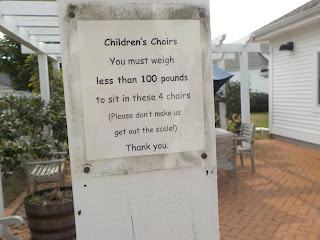 Children's Chairs
You must weigh
less than 100 pounds
to sit in these 4 chairs
(Please don't make us
get out the scale!)
Thank you.